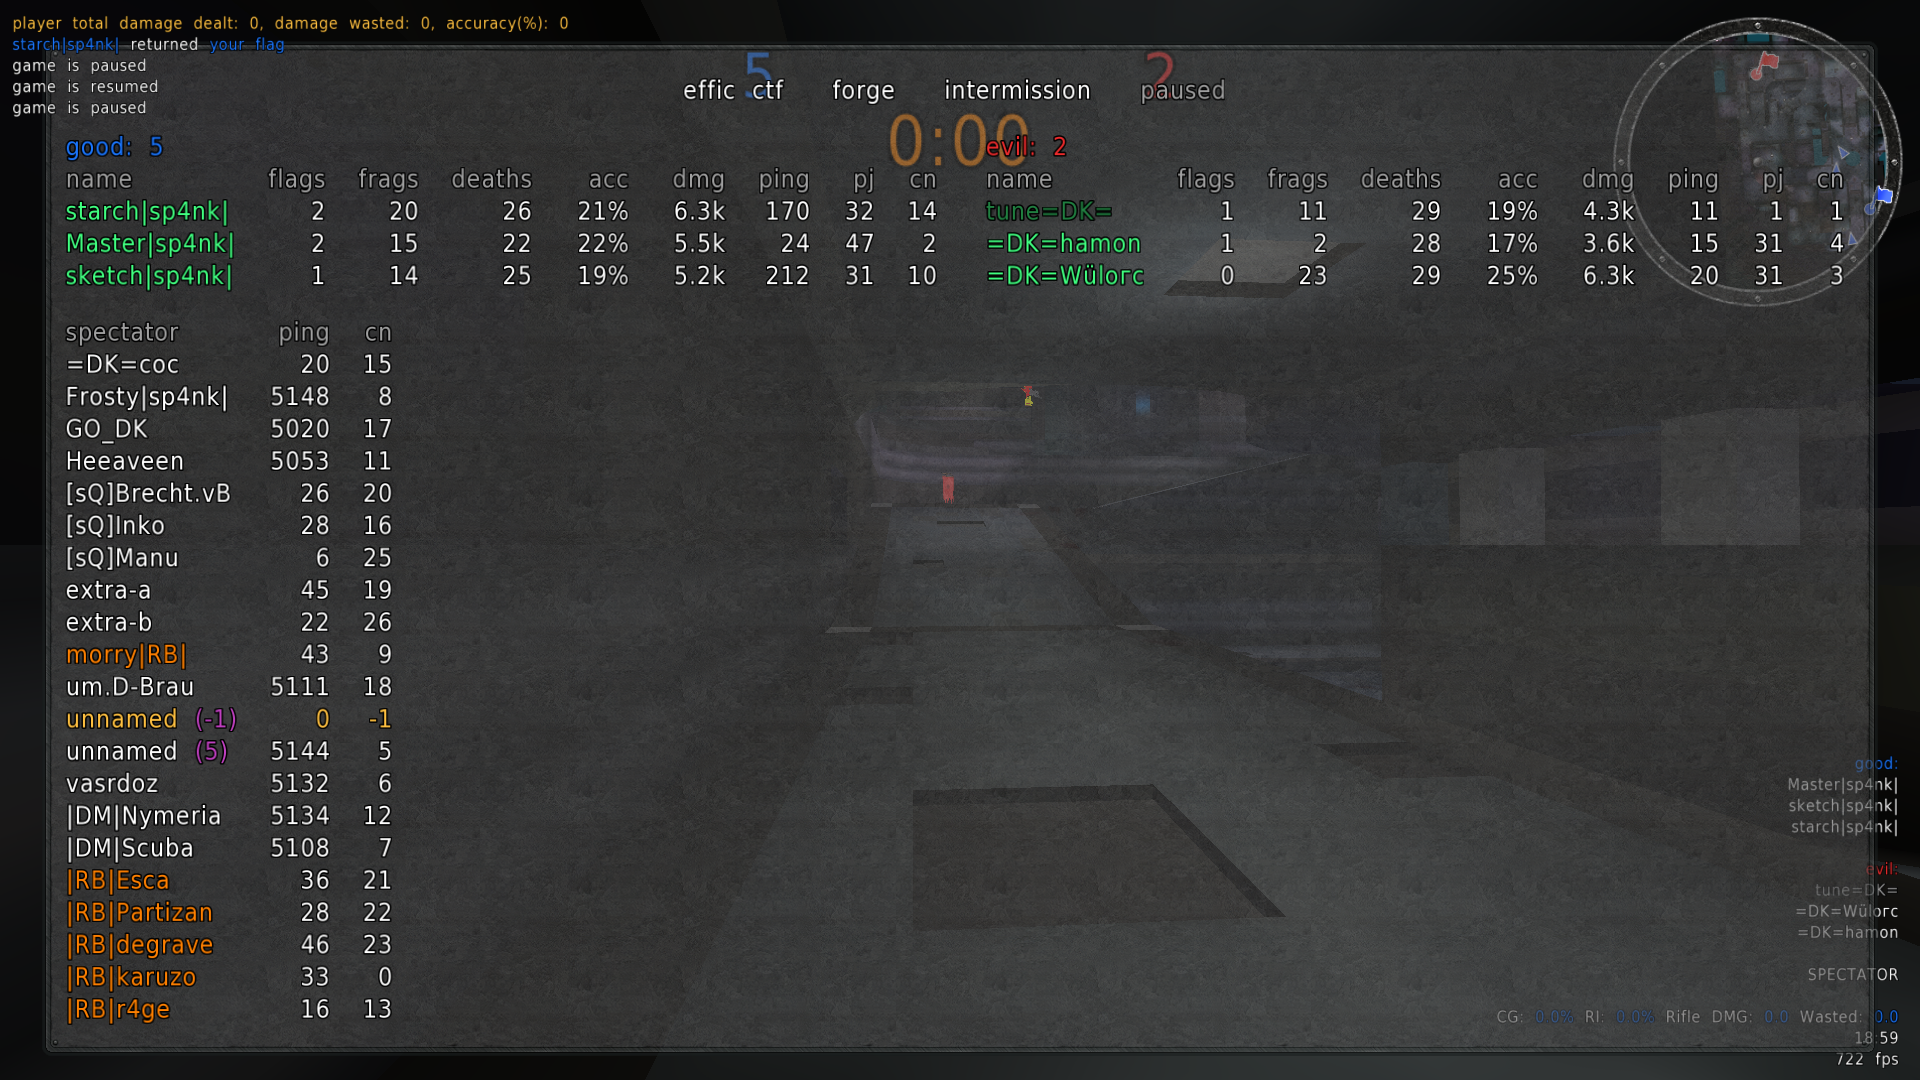 player total damage dealt: 0, damage wasted: 0, accuracy(%): 0
starch|sp4nk| returned your flag
game is paused
game is resumed
game is paused
5 2
effic ctf forge intermission paused
0:00
good: 5 evil: 2
name flags frags deaths acc dmg ping pj cn name flags frags deaths acc dmg ping pj cn
starch|sp4nk| 2 20 26 21% 6.3k 170 32 14 tune=DK= 1 11 29 19% 4.3k 11 1 1
Master|sp4nk| 2 15 22 22% 5.5k 24 47 2 =DK=hamon 1 2 28 17% 3.6k 15 31 4
sketch|sp4nk| 1 14 25 19% 5.2k 212 31 10 =DK=Wülorc 0 23 29 25% 6.3k 20 31 3
spectator ping cn
=DK=coc 20 15
Frosty|sp4nk| 5148 8
GO_DK 5020 17
Heeaveen 5053 11
[sQ]Brecht.vB 26 20
[sQ]Inko 28 16
[sQ]Manu 6 25
extra-a 45 19
extra-b 22 26
morry|RB| 43 9
um.D-Brau 5111 18
unnamed (-1) 0 -1
unnamed (5) 5144 5
vasrdoz 5132 6
|DM|Nymeria 5134 12
|DM|Scuba 5108 7
|RB|Esca 36 21
|RB|Partizan 28 22
|RB|degrave 46 23
|RB|karuzo 33 0
|RB|r4ge 16 13
good:
Master|sp4nk|
sketch|sp4nk|
starch|sp4nk|
evil:
tune=DK=
=DK=Wülorc
=DK=hamon
SPECTATOR
CG: 0.0% RI: 0.0% Rifle DMG: 0.0 Wasted: 0.0
18:59
722 fps